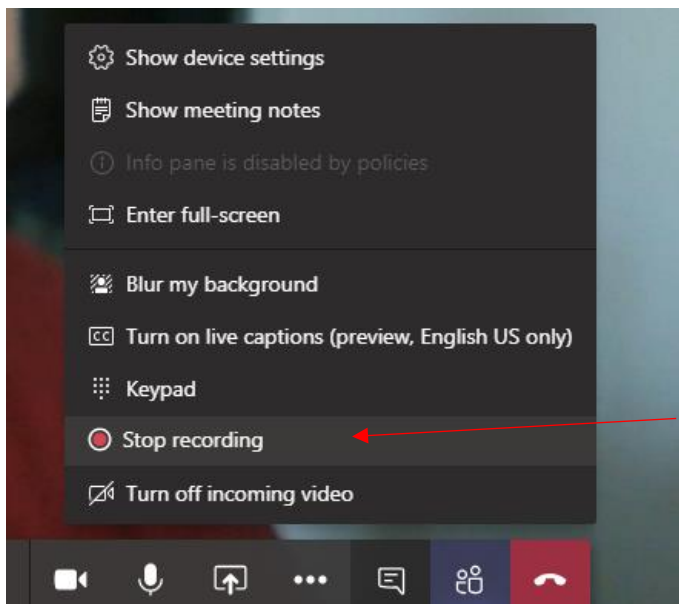 Show device settings
Show meeting notes
Info pane is disabled by policies
Enter full-screen
Blur my background
CC Turn on live captions (preview, English US only)
Keypad
Stop recording
Turn off incoming video